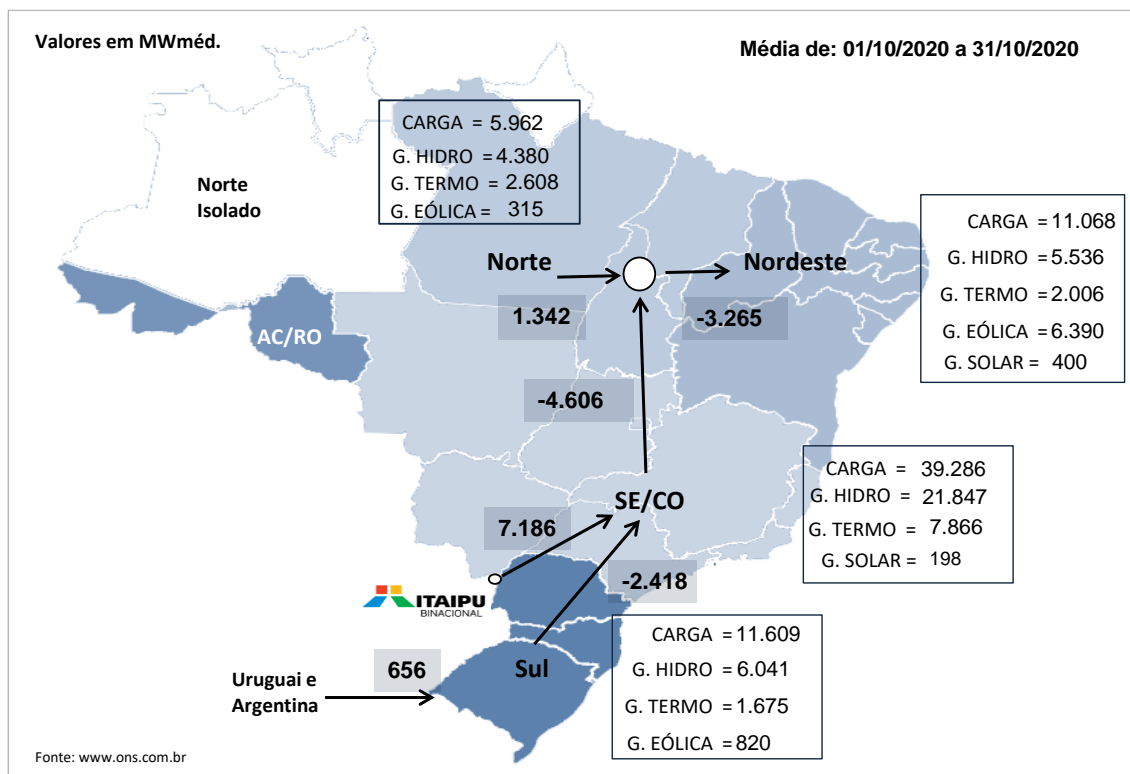 Valores em MWméd.
Média de: 01/10/2020 a 31/10/2020
CARGA = 5.962
G. HIDRO = 4.380
G. TERMO = 2.608
G. EÓLICA = 315
Norte
Isolado
CARGA = 11.068
G. HIDRO = 5.536
G. TERMO = 2.006
G. EÓLICA = 6.390
G. SOLAR = 400
Norte
Nordeste
1.342
-3.265
AC/RO
-4.606
CARGA = 39.286
G. HIDRO = 21.847
G. TERMO = 7.866
G. SOLAR = 198
SE/CO
7.186
-2.418
ITAIPU
BINACIONAL
CARGA = 11.609
G. HIDRO = 6.041
G. TERMO = 1.675
G. EÓLICA = 820
656
Sul
Uruguai e
Argentina
Fonte: www.ons.com.br